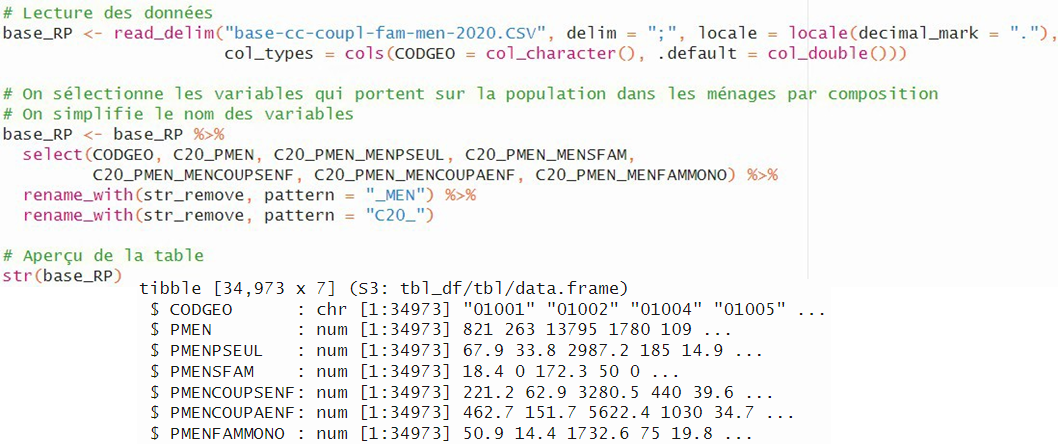 # Lecture des données
base_RP <- read_delim("base-cc-coupl-fam-men-2020.CSV", delim = ";", locale = locale(decimal_mark = "."),
col_types = cols(CODGEO = col_character(), .default = col_double()))
# On sélectionne les variables qui portent sur la population dans les ménages par composition
# On simplifie le nom des variables
base_RP <- base_RP %>%
select(CODGEO, C20_PMEN, C20_PMEN_MENPSEUL, C20_PMEN_MENSFAM,
C20_PMEN_MENCOUPSENF, C20_PMEN_MENCOUPAENF, C20_PMEN_MENFAMMONO) %>%
rename_with(str_remove, pattern = "_MEN") %>%
rename_with(str_remove, pattern = "C20_")
# Aperçu de la table
str(base_RP)
tibble [34,973 x 7] (S3: tbl_df/tbl/data.frame)
$ CODGEO : chr [1:34973] "01001" "01002" "01004" "01005" ...
$ PMEN : num [1:34973] 821 263 13795 1780 109 ...
$ PMENPSEUL : num [1:34973] 67.9 33.8 2987.2 185 14.9 ...
$ PMENSFAM : num [1:34973] 18.4 0 172.3 50 0 ...
$ PMENCOUPSENF: num [1:34973] 221.2 62.9 3280.5 440 39.6 ...
$ PMENCOUPAENF: num [1:34973] 462.7 151.7 5622.4 1030 34.7 ...
$ PMENFAMMONO : num [1:34973] 50.9 14.4 1732.6 75 19.8 ...